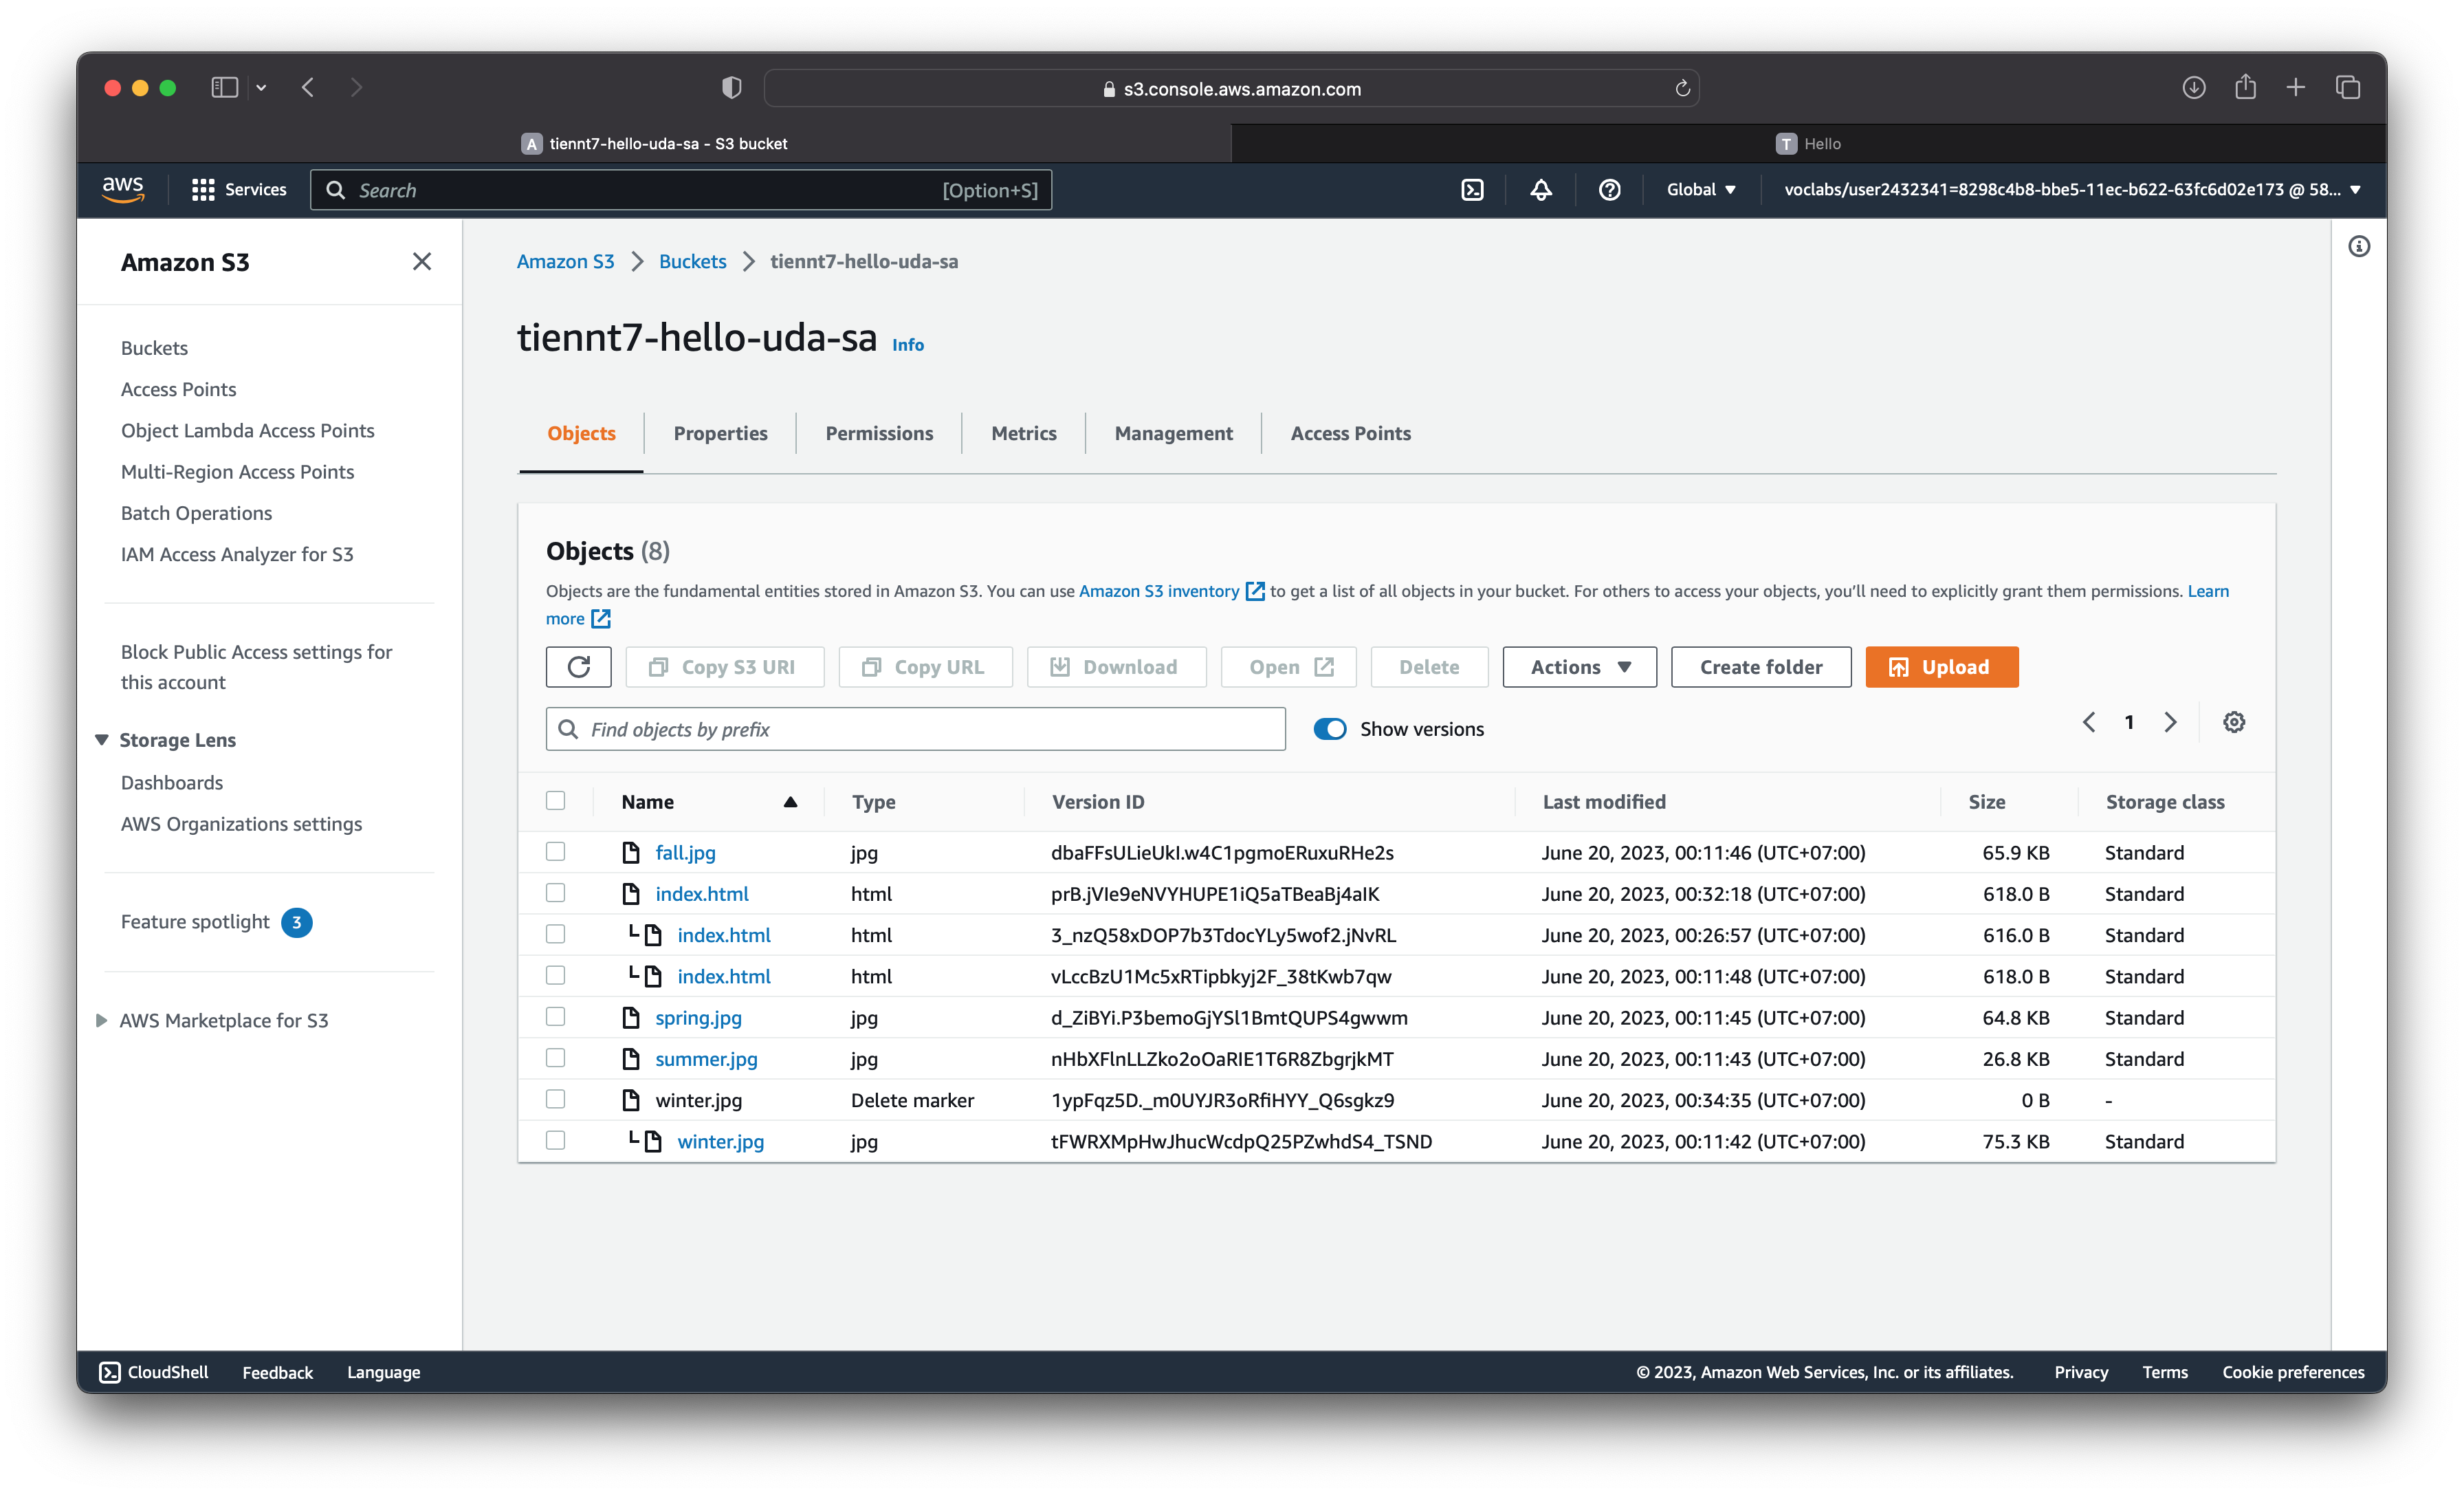 s3.console.aws.amazon.com
A tiennt7-hello-uda-sa - S3 bucket
T Hello
aws Services Search [Option+S] Global voclabs/user2432341=8298c4b8-bbe5-11ec-b622-63fc6d02e173 @ 58...
Amazon S3
Buckets
Access Points
Object Lambda Access Points
Multi-Region Access Points
Batch Operations
IAM Access Analyzer for S3
Block Public Access settings for
this account
Storage Lens
Dashboards
AWS Organizations settings
Feature spotlight 3
AWS Marketplace for S3
Amazon S3 > Buckets > tiennt7-hello-uda-sa
tiennt7-hello-uda-sa Info
Objects Properties Permissions Metrics Management Access Points
Objects (8)
Objects are the fundamental entities stored in Amazon S3. You can use Amazon S3 inventory to get a list of all objects in your bucket. For others to access your objects, you’ll need to explicitly grant them permissions. Learn
more
Copy S3 URI Copy URL Download Open Delete Actions Create folder Upload
Find objects by prefix Show versions 1
Name Type Version ID Last modified Size Storage class
fall.jpg jpg dbaFFsULieUkI.w4C1pgmoERuxuRHe2s June 20, 2023, 00:11:46 (UTC+07:00) 65.9 KB Standard
index.html html prB.jVIe9eNVYHUPE1iQ5aTBeaBj4aIK June 20, 2023, 00:32:18 (UTC+07:00) 618.0 B Standard
index.html html 3_nzQ58xDOP7b3TdocYLy5wof2.jNvRL June 20, 2023, 00:26:57 (UTC+07:00) 616.0 B Standard
index.html html vLccBzU1Mc5xRTipbkyj2F_38tKwb7qw June 20, 2023, 00:11:48 (UTC+07:00) 618.0 B Standard
spring.jpg jpg d_ZiBYi.P3bemoGjYSl1BmtQUPS4gwwm June 20, 2023, 00:11:45 (UTC+07:00) 64.8 KB Standard
summer.jpg jpg nHbXFlnLLZko2oOaRIE1T6R8ZbgrjkMT June 20, 2023, 00:11:43 (UTC+07:00) 26.8 KB Standard
winter.jpg Delete marker 1ypFqz5D._m0UYJR3oRfiHYY_Q6sgkz9 June 20, 2023, 00:34:35 (UTC+07:00) 0 B -
winter.jpg jpg tFWRXMpHwJhucWcdpQ25PZwhdS4_TSND June 20, 2023, 00:11:42 (UTC+07:00) 75.3 KB Standard
CloudShell Feedback Language © 2023, Amazon Web Services, Inc. or its affiliates. Privacy Terms Cookie preferences